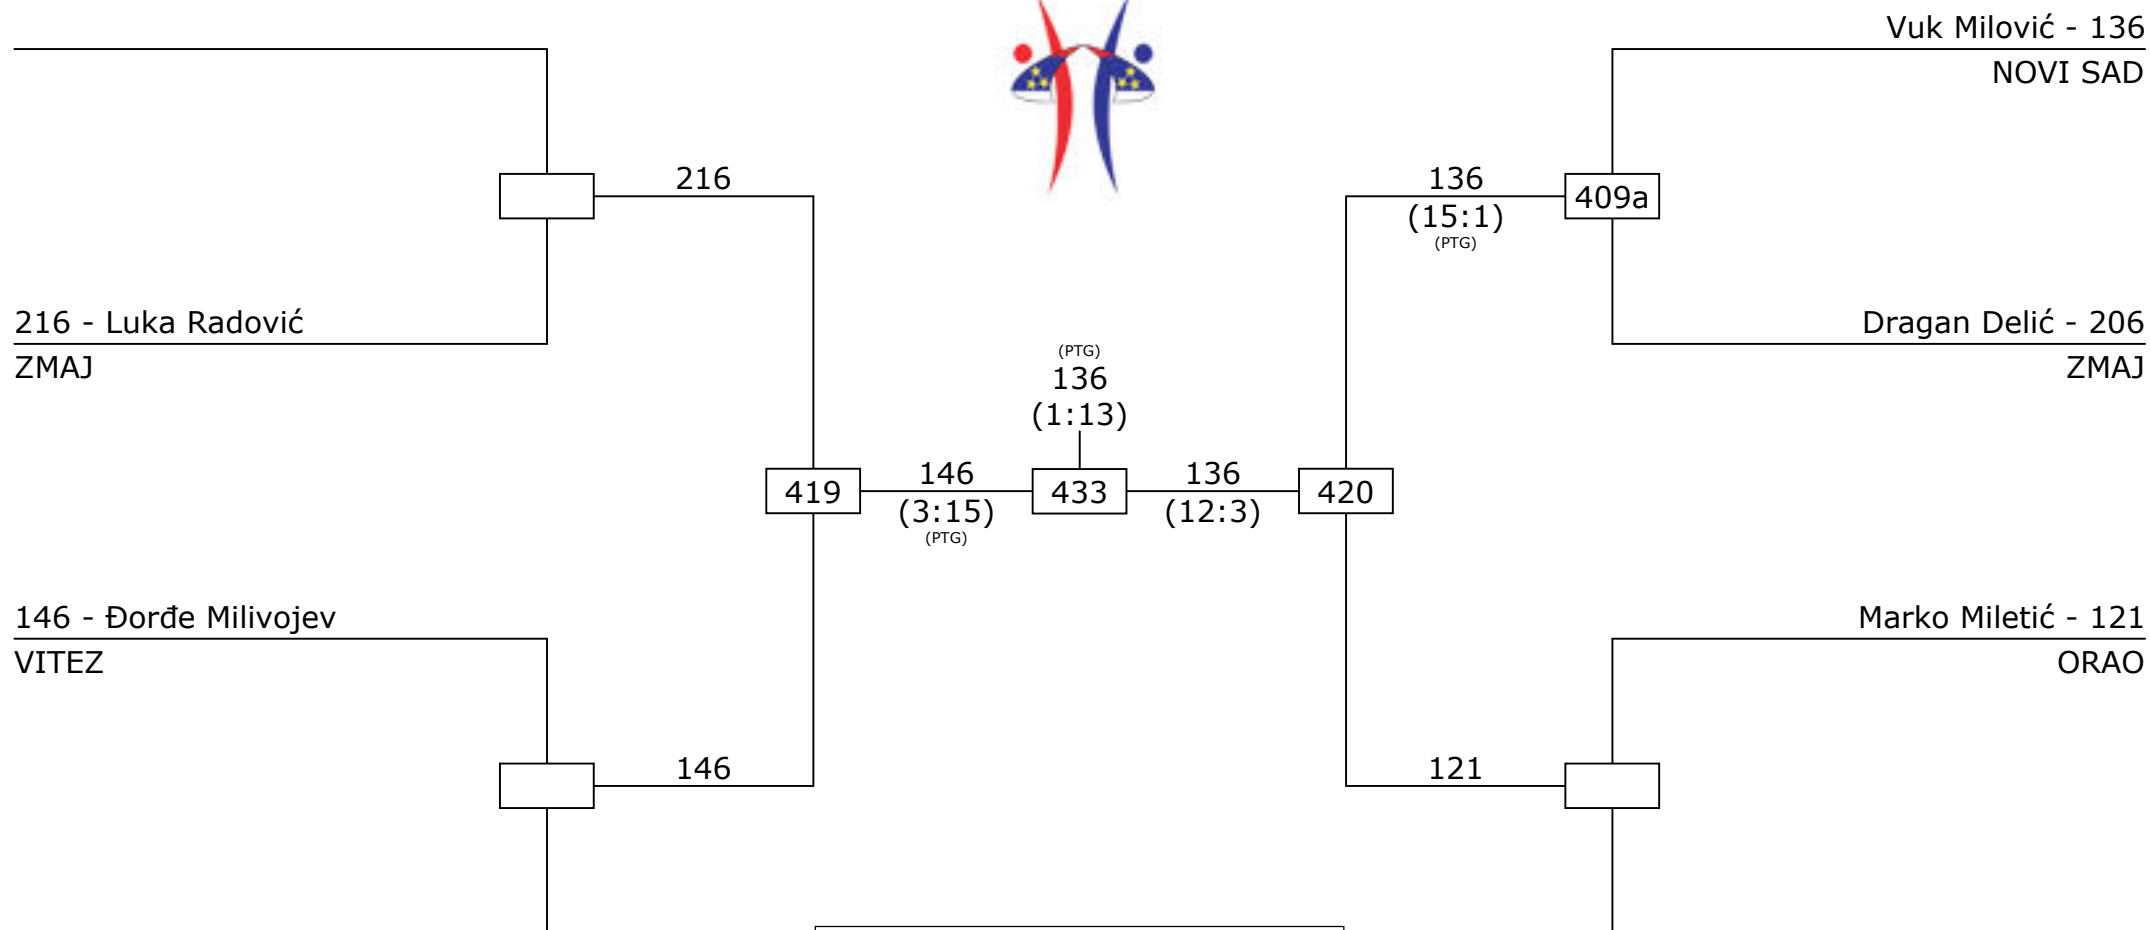 Vuk Milović - 136
NOVI SAD
216
136
409a
(15:1)
(PTG)
216 - Luka Radović
ZMAJ
Dragan Delić - 206
ZMAJ
(PTG)
136
(1:13)
419
146
(3:15)
(PTG)
433
136
(12:3)
420
146 - Đorđe Milivojev
VITEZ
Marko Miletić - 121
ORAO
146
121